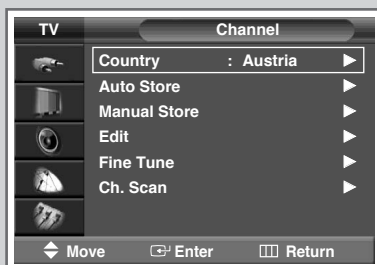 TV Channel
Country : Austria
Auto Store
Manual Store
Edit
Fine Tune
Ch. Scan
Move Enter Return